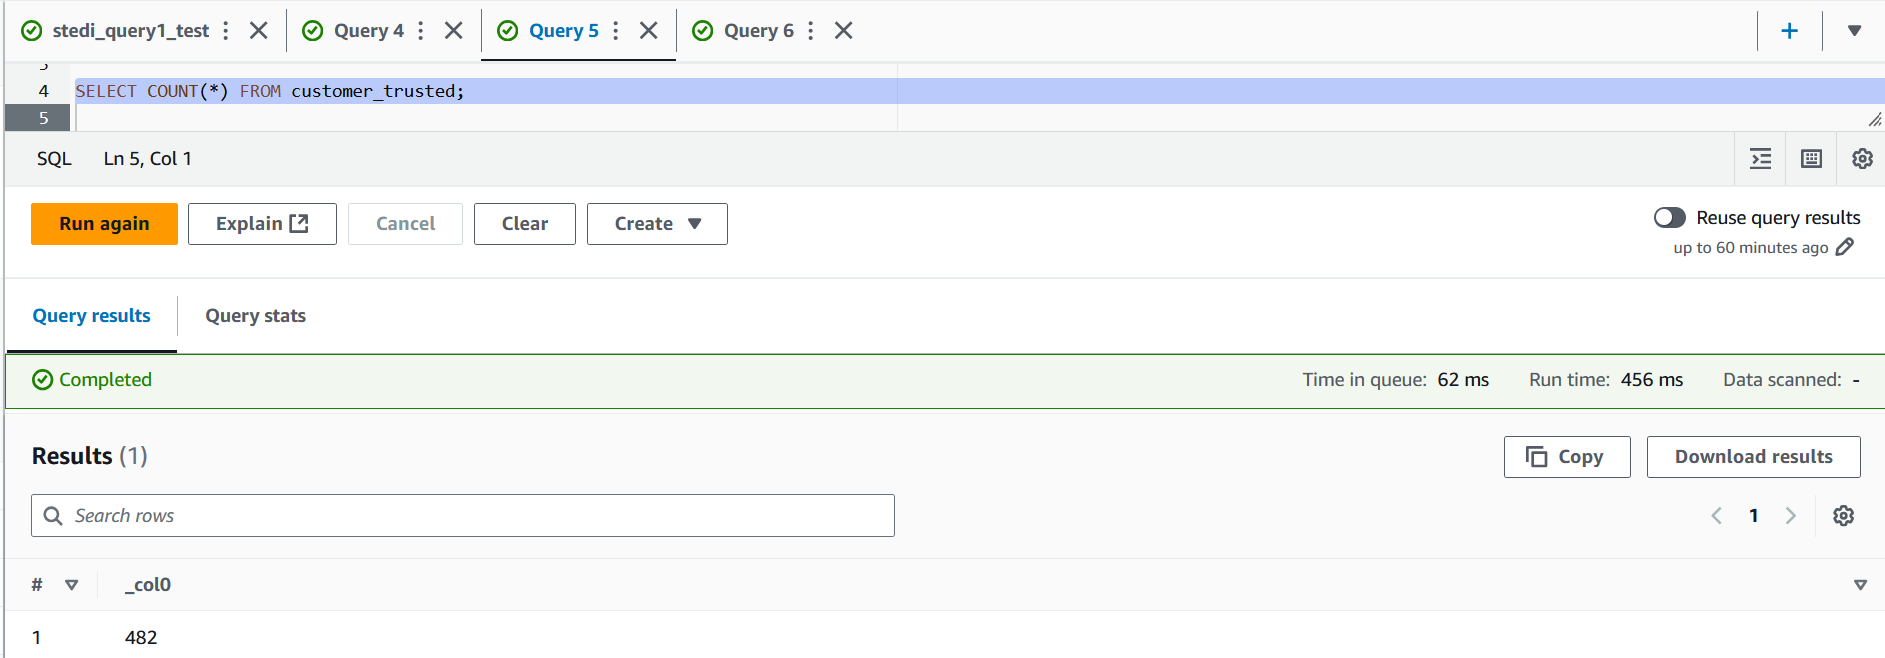 stedi_query1_test Query 4 Query 5 Query 6
3
4 SELECT COUNT(*) FROM customer_trusted;
5
SQL Ln 5, Col 1
Run again Explain Cancel Clear Create Reuse query results
up to 60 minutes ago
Query results Query stats
Completed Time in queue: 62 ms Run time: 456 ms Data scanned: -
Results (1) Copy Download results
Search rows 1
# _col0
1 482